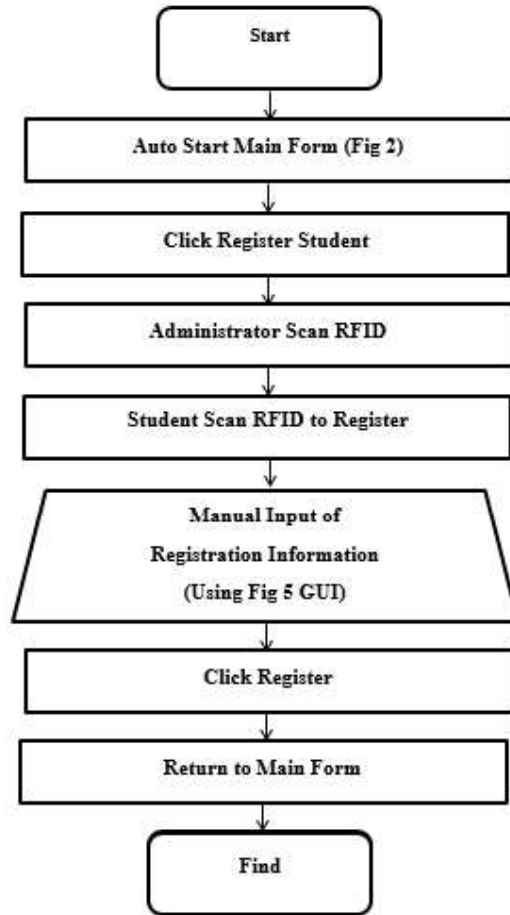 Start
Auto Start Main Form (Fig 2)
Click Register Student
Administrator Scan RFID
Student Scan RFID to Register
Manual Input of
Registration Information
(Using Fig 5 GUI)
Click Register
Return to Main Form
Find